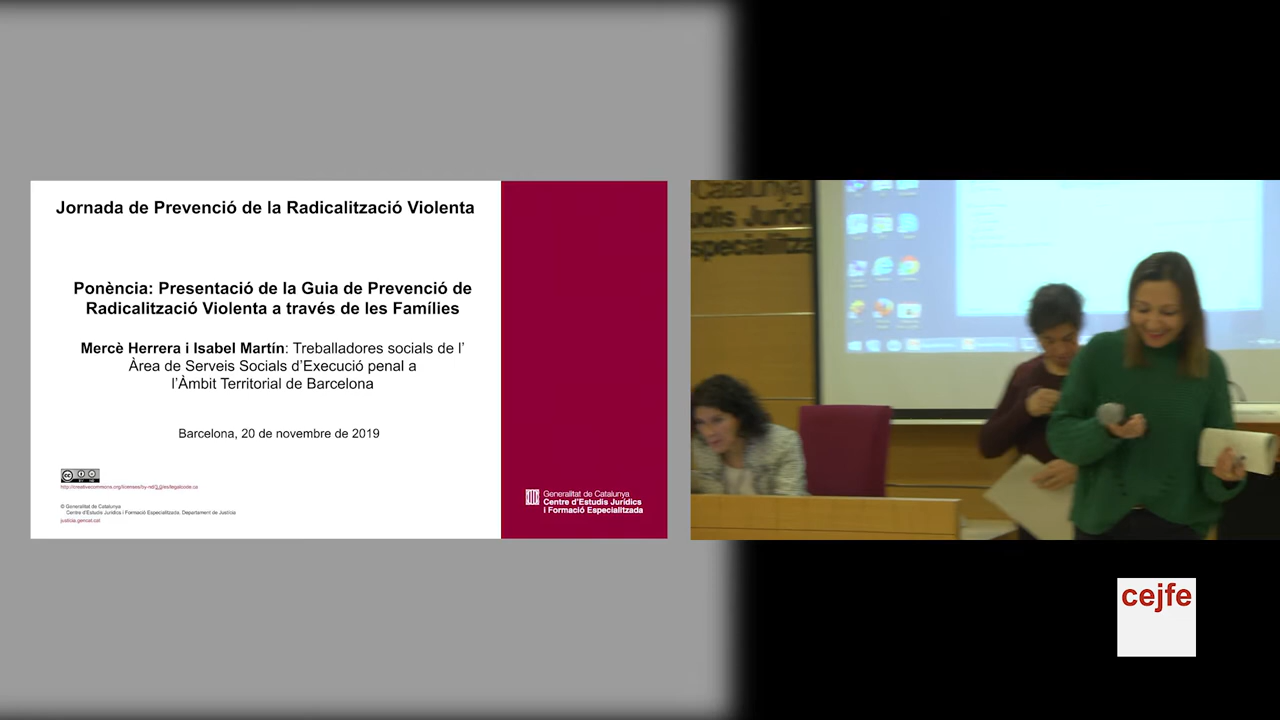 Jornada de Prevenció de la Radicalització Violenta
Ponència: Presentació de la Guia de Prevenció de
Radicalització Violenta a través de les Famílies
Mercè Herrera i Isabel Martín: Treballadores socials de l'
Àrea de Serveis Socials d'Execució penal a
l'Àmbit Territorial de Barcelona
Barcelona, 20 de novembre de 2019
© Generalitat de Catalunya
Centre d'Estudis Jurídics i Formació Especialitzada, Departament de Justícia
justicia.gencat.cat
Generalitat de Catalunya
Centre d'Estudis Jurídics
i Formació Especialitzada
Catalunya
cejfe